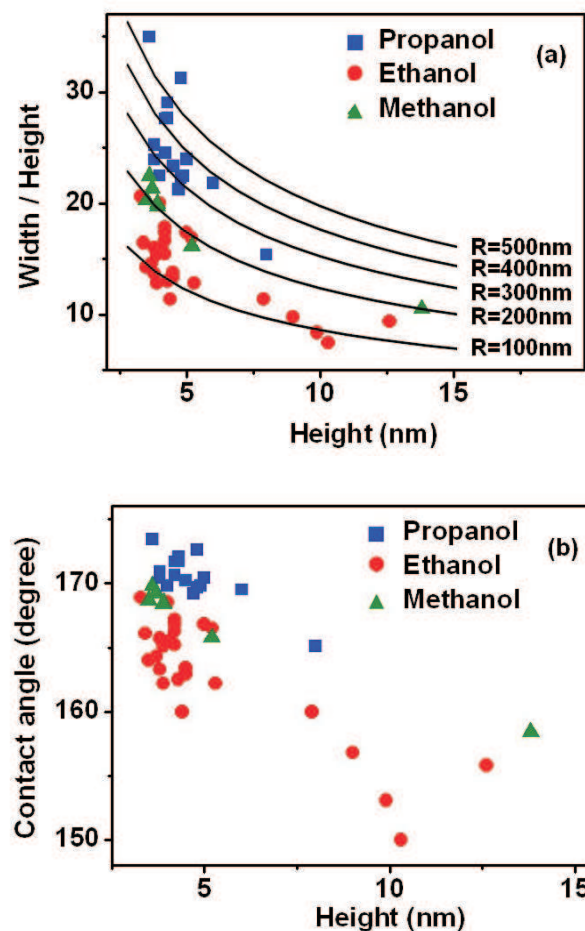 (a)
Propanol
Ethanol
Methanol
Width / Height
30
20
10
R=500nm
R=400nm
R=300nm
R=200nm
R=100nm
5 10 15
Height (nm)
(b)
Propanol
Ethanol
Methanol
Contact angle (degree)
170
160
150
5 10 15
Height (nm)